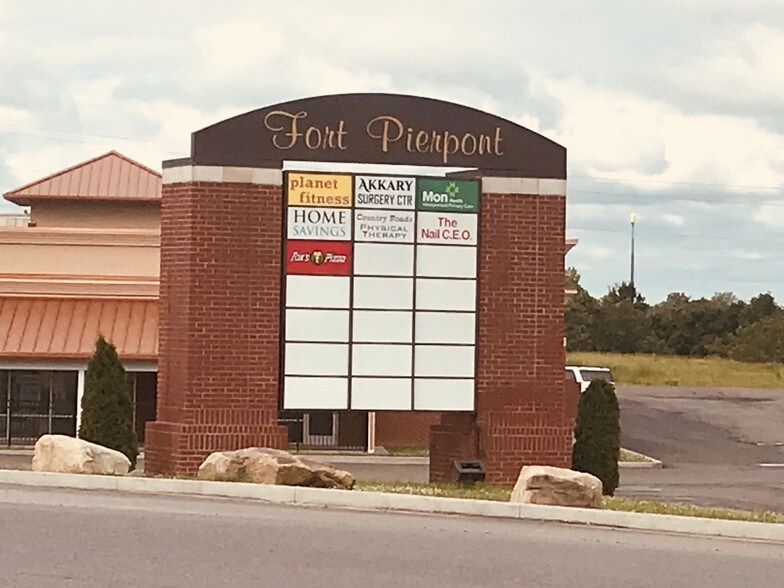 Fort Pierpont
planet
fitness
AKKARY
SURGERY CTR
Mon Health
HOME
SAVINGS
Country Roads
PHYSICAL
THERAPY
The
Nail C.E.O.
Fox's Pizza